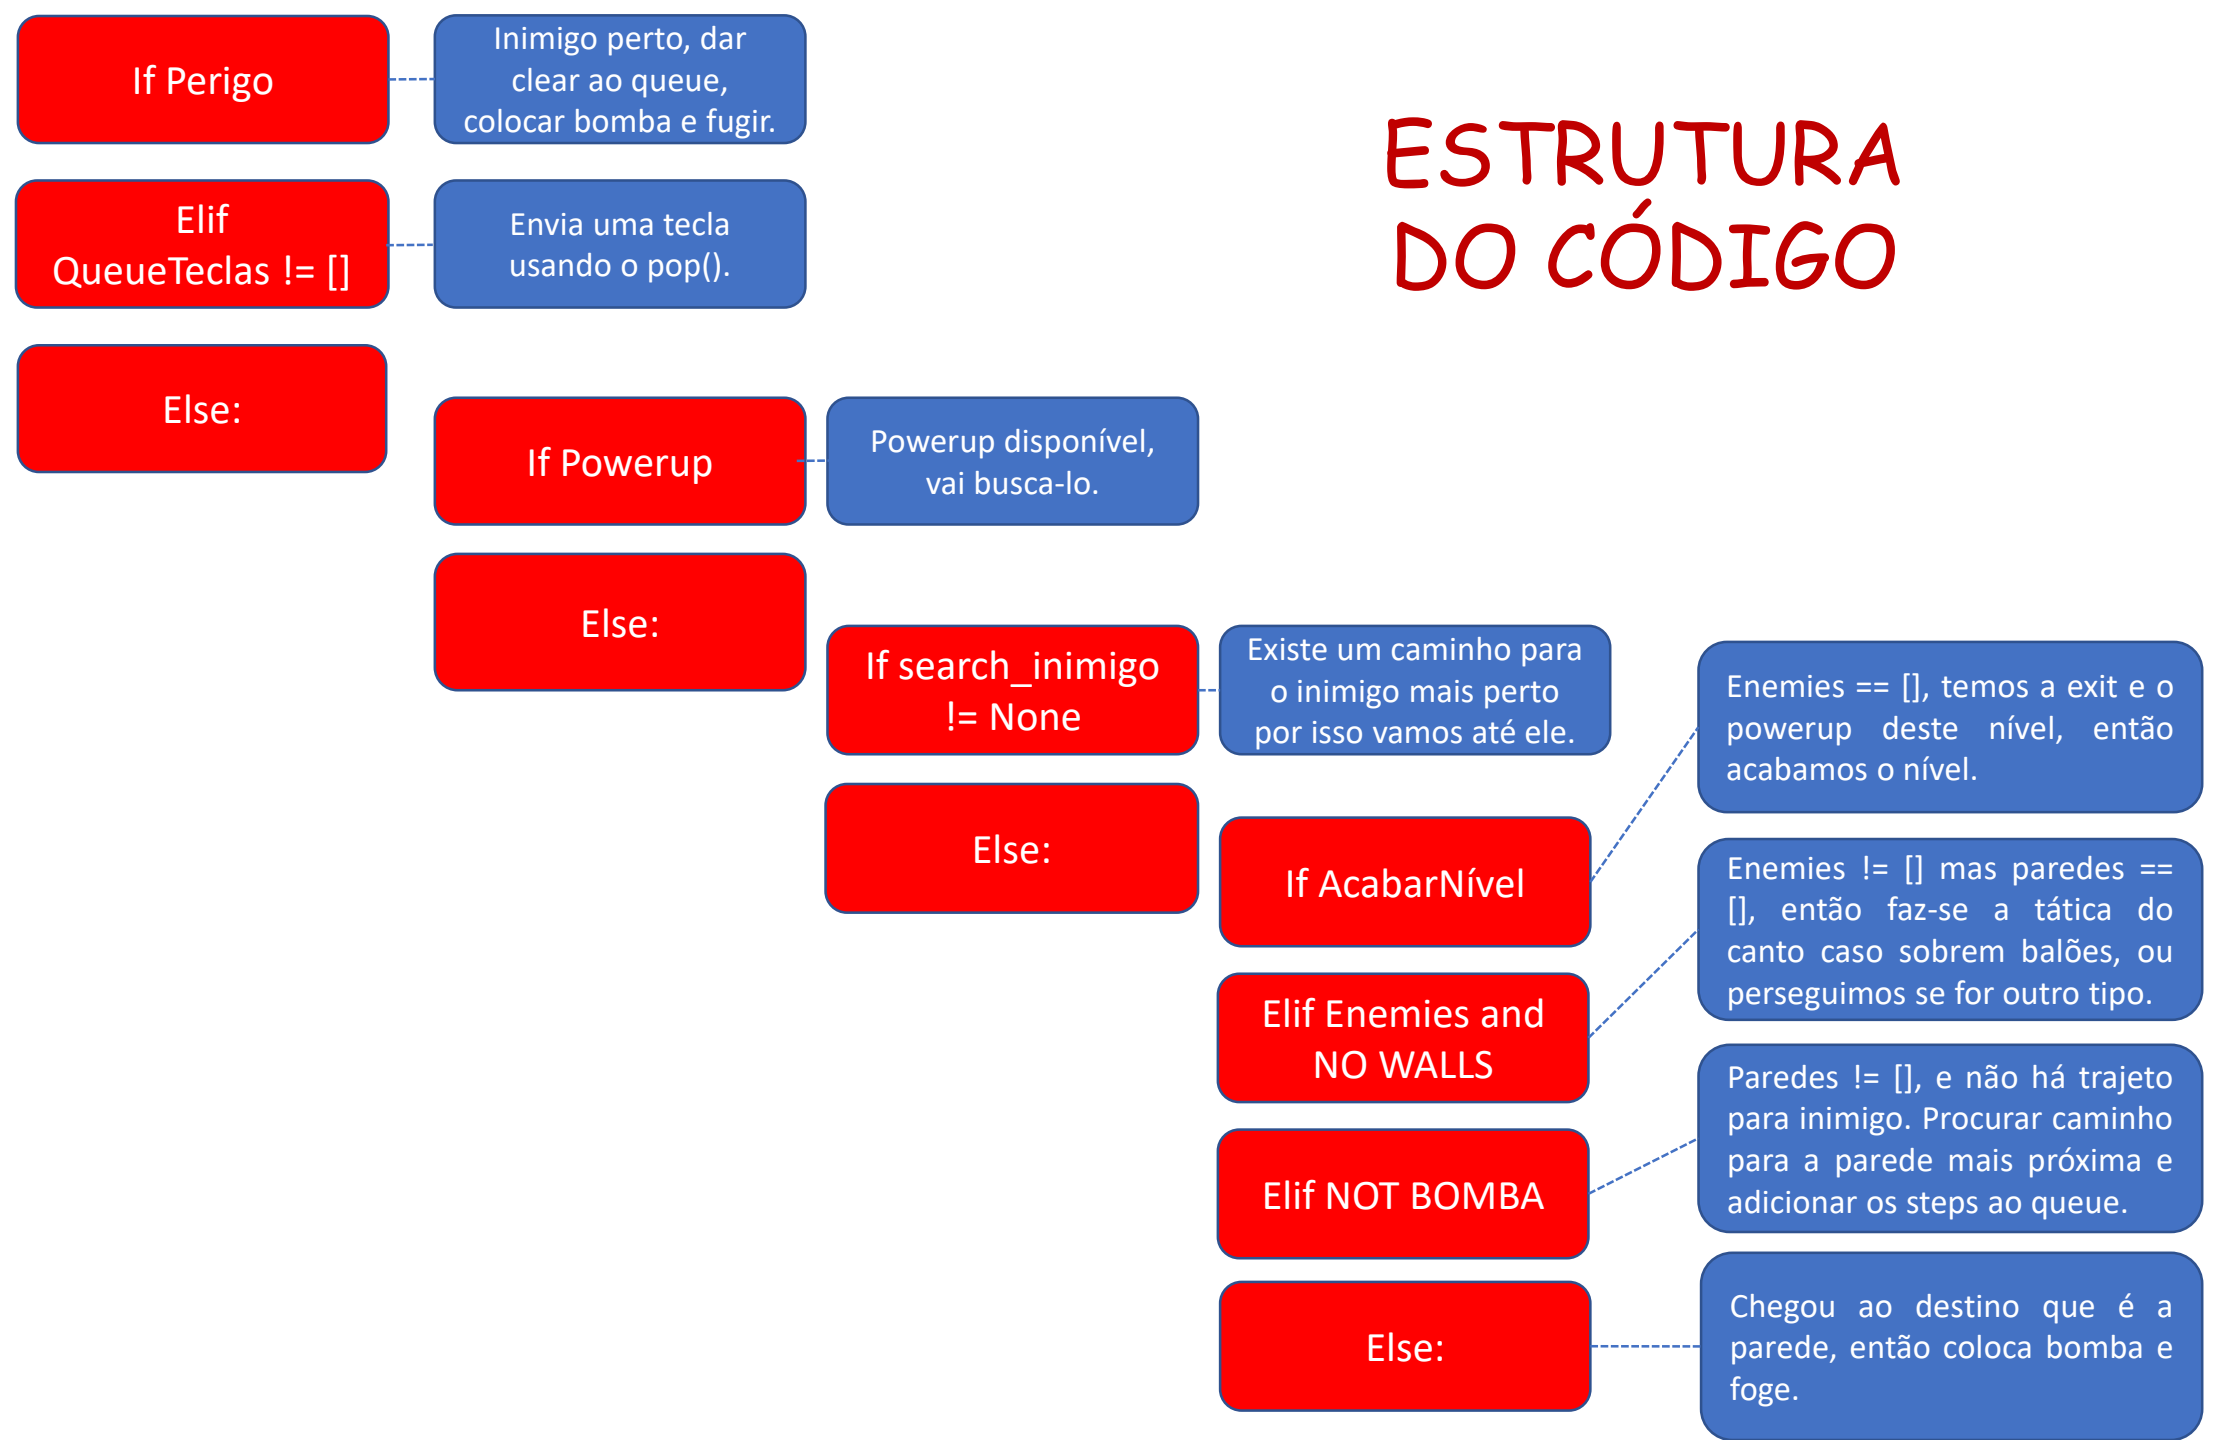 If Perigo
Inimigo perto, dar
clear ao queue,
colocar bomba e fugir.
ESTRUTURA
DO CÓDIGO
Elif
QueueTeclas != []
Envia uma tecla
usando o pop().
Else:
If Powerup
Powerup disponível,
vai busca-lo.
Else:
If search_inimigo
!= None
Existe um caminho para
o inimigo mais perto
por isso vamos até ele.
Else:
If AcabarNível
Enemies == [], temos a exit e o
powerup deste nível, então
acabamos o nível.
Elif Enemies and
NO WALLS
Enemies != [] mas paredes ==
[], então faz-se a tática do
canto caso sobrem balões, ou
perseguimos se for outro tipo.
Elif NOT BOMBA
Paredes != [], e não há trajeto
para inimigo. Procurar caminho
para a parede mais próxima e
adicionar os steps ao queue.
Else:
Chegou ao destino que é a
parede, então coloca bomba e
foge.